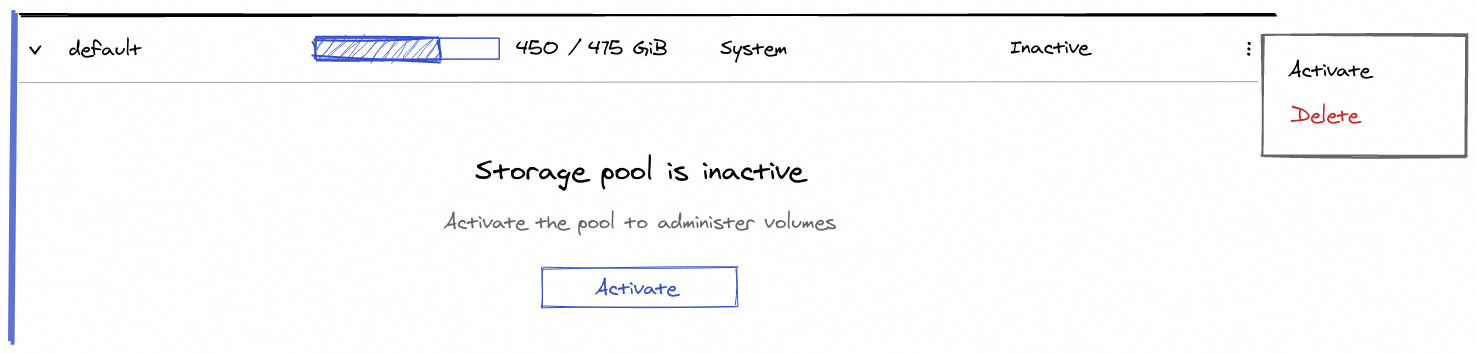 default 450 / 475 GiB System Inactive
Activate
Delete
Storage pool is inactive
Activate the pool to administer volumes
Activate